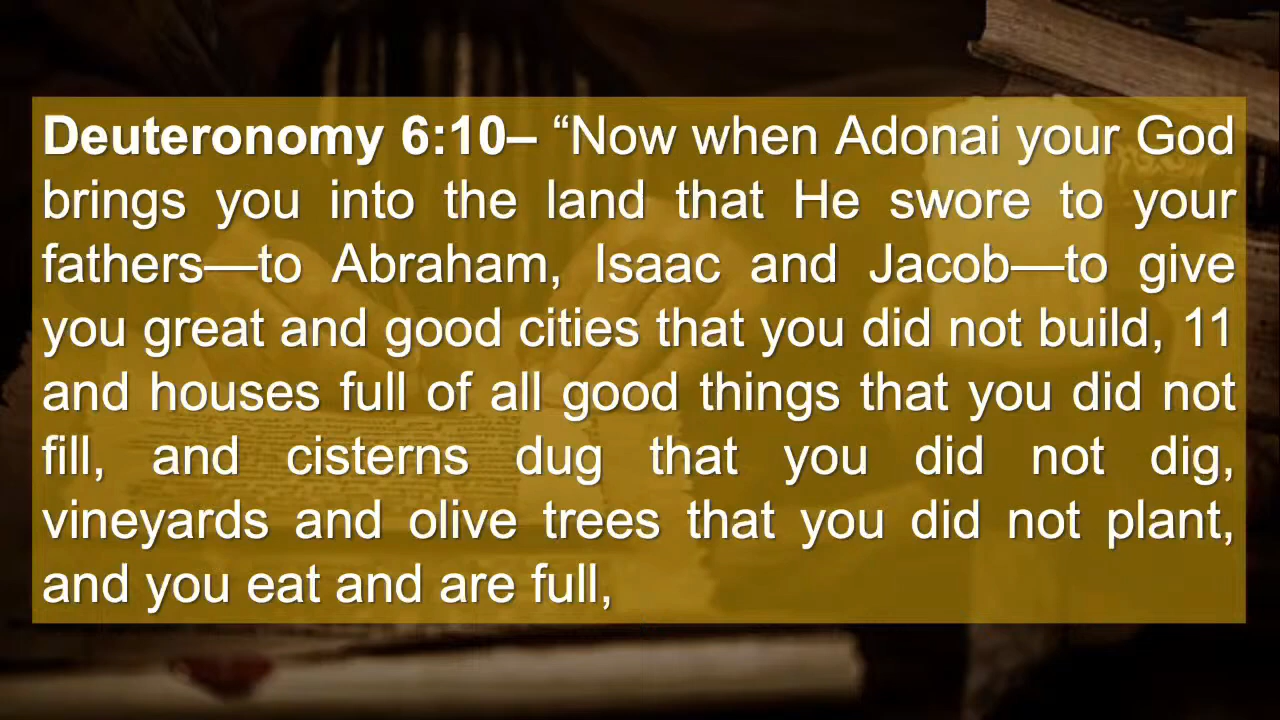 Deuteronomy 6:10– “Now when Adonai your God
brings you into the land that He swore to your
fathers—to Abraham, Isaac and Jacob—to give
you great and good cities that you did not build, 11
and houses full of all good things that you did not
fill, and cisterns dug that you did not dig,
vineyards and olive trees that you did not plant,
and you eat and are full,